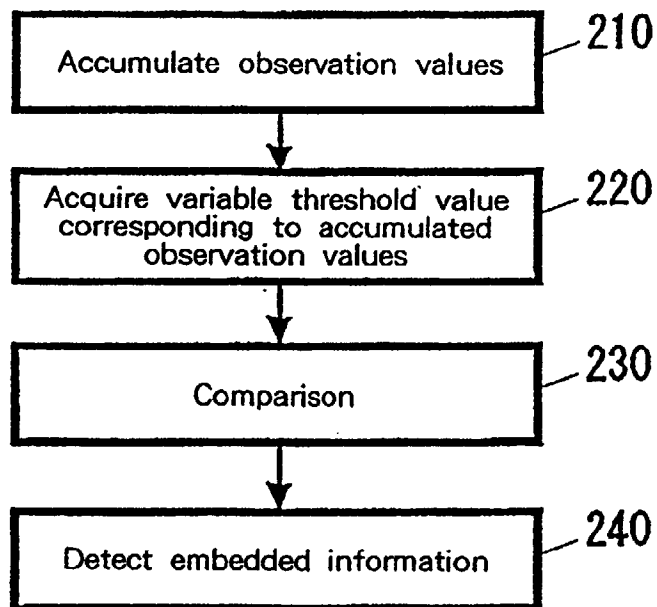 Accumulate observation values
210
Acquire variable threshold value
corresponding to accumulated
observation values
220
Comparison
230
Detect embedded information
240